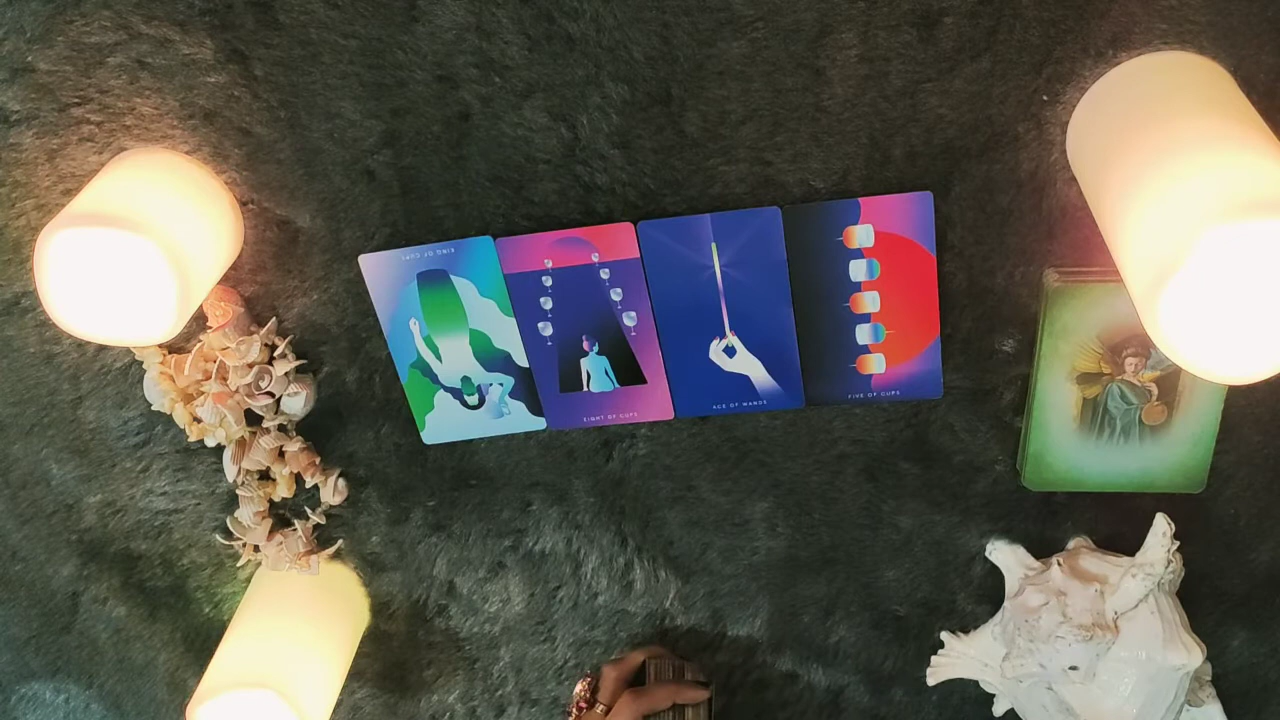 KING OF CUPS
EIGHT OF CUPS
ACE OF WANDS
FIVE OF CUPS